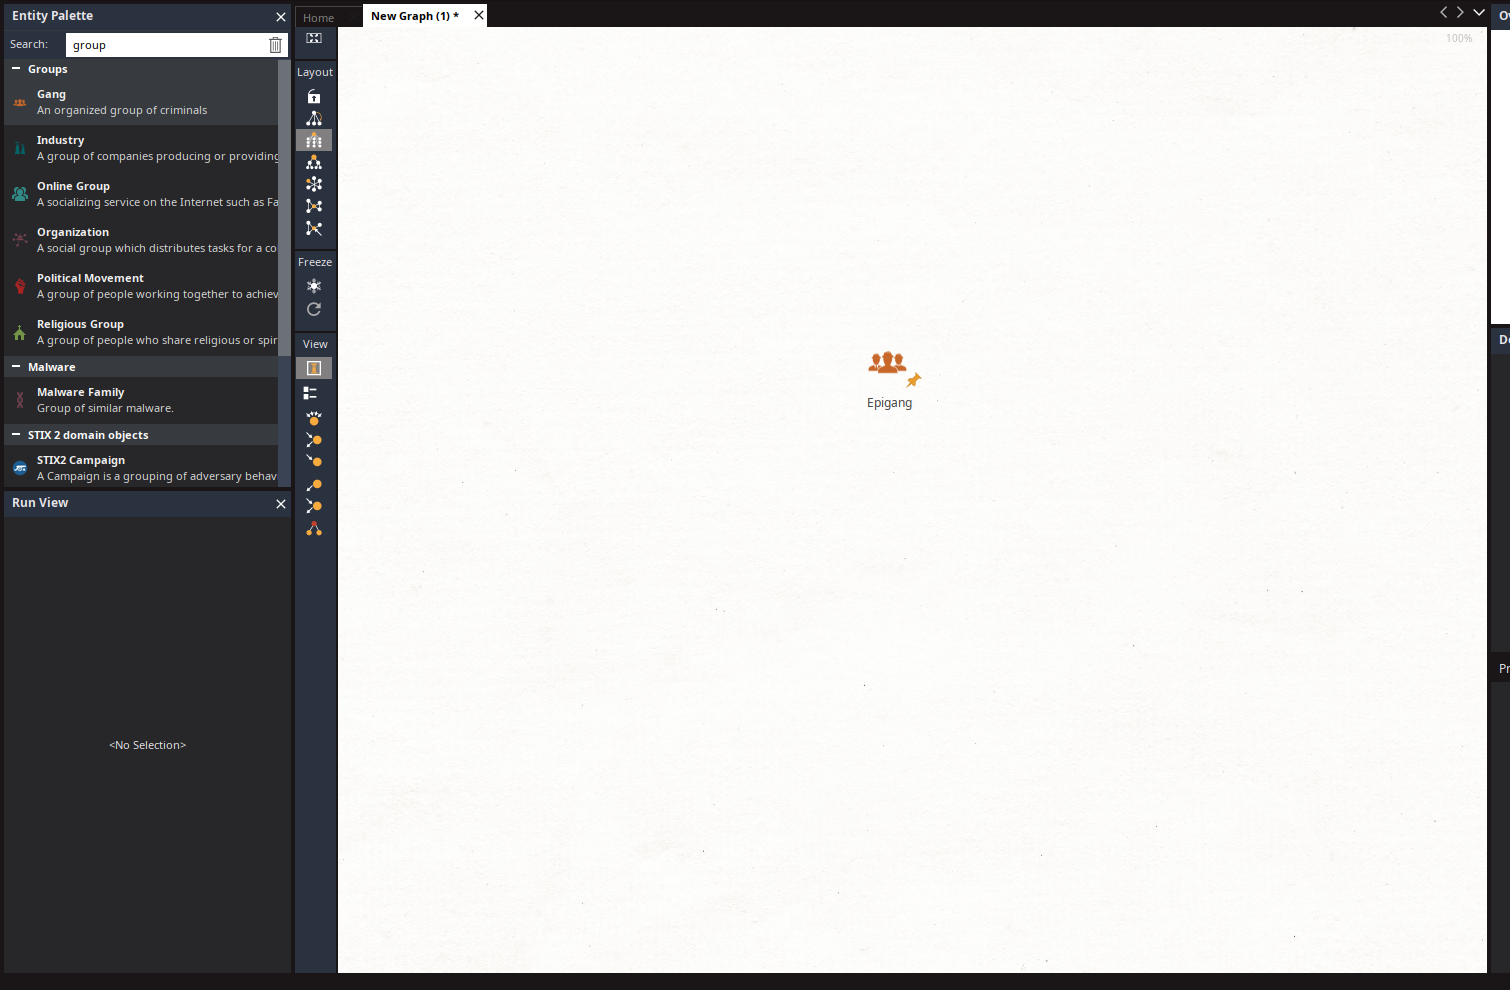 Entity Palette
Search: group
Groups
Gang
An organized group of criminals
Industry
A group of companies producing or providing
Online Group
A socializing service on the Internet such as Fa
Organization
A social group which distributes tasks for a co
Political Movement
A group of people working together to achiev
Religious Group
A group of people who share religious or spir
Malware
Malware Family
Group of similar malware.
STIX 2 domain objects
STIX2 Campaign
A Campaign is a grouping of adversary behav
Run View
<No Selection>
Home
New Graph (1) *
Layout
Freeze
View
100%
Epigang
Ov
De
Pr